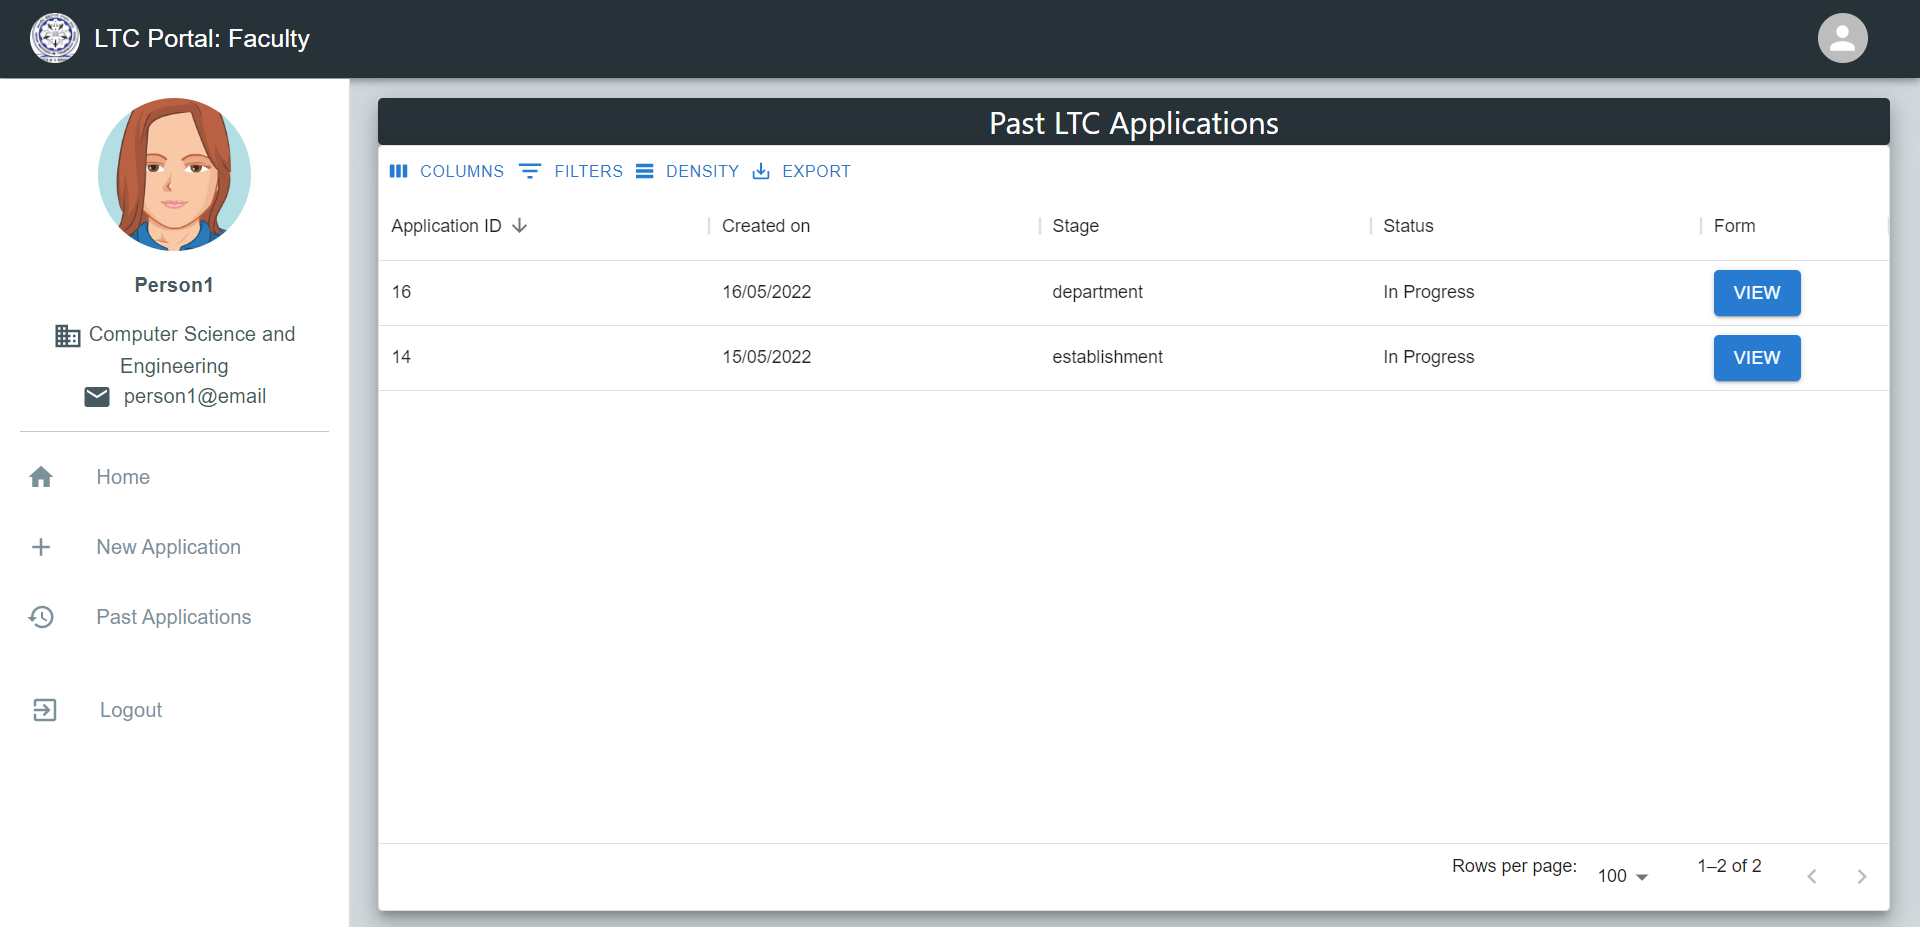 LTC Portal: Faculty
Person1
Computer Science and
Engineering
person1@email
Home
New Application
Past Applications
Logout
Past LTC Applications
COLUMNS FILTERS DENSITY EXPORT
Application ID Created on Stage Status Form
16 16/05/2022 department In Progress VIEW
14 15/05/2022 establishment In Progress VIEW
Rows per page: 100 1–2 of 2